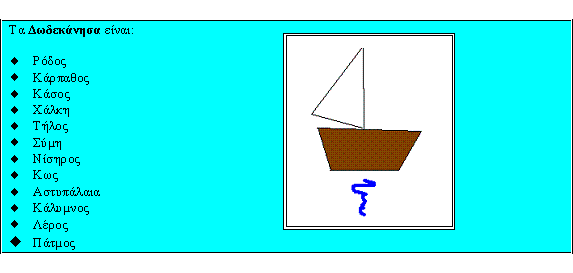 Τα Δωδεκάνησα είναι:
◆ Ρόδος
◆ Κάρπαθος
◆ Κάσος
◆ Χάλκη
◆ Τήλος
◆ Σύμη
◆ Νίσηρος
◆ Κως
◆ Αστυπάλαια
◆ Κάλυμνος
◆ Λέρος
◆ Πάτμος